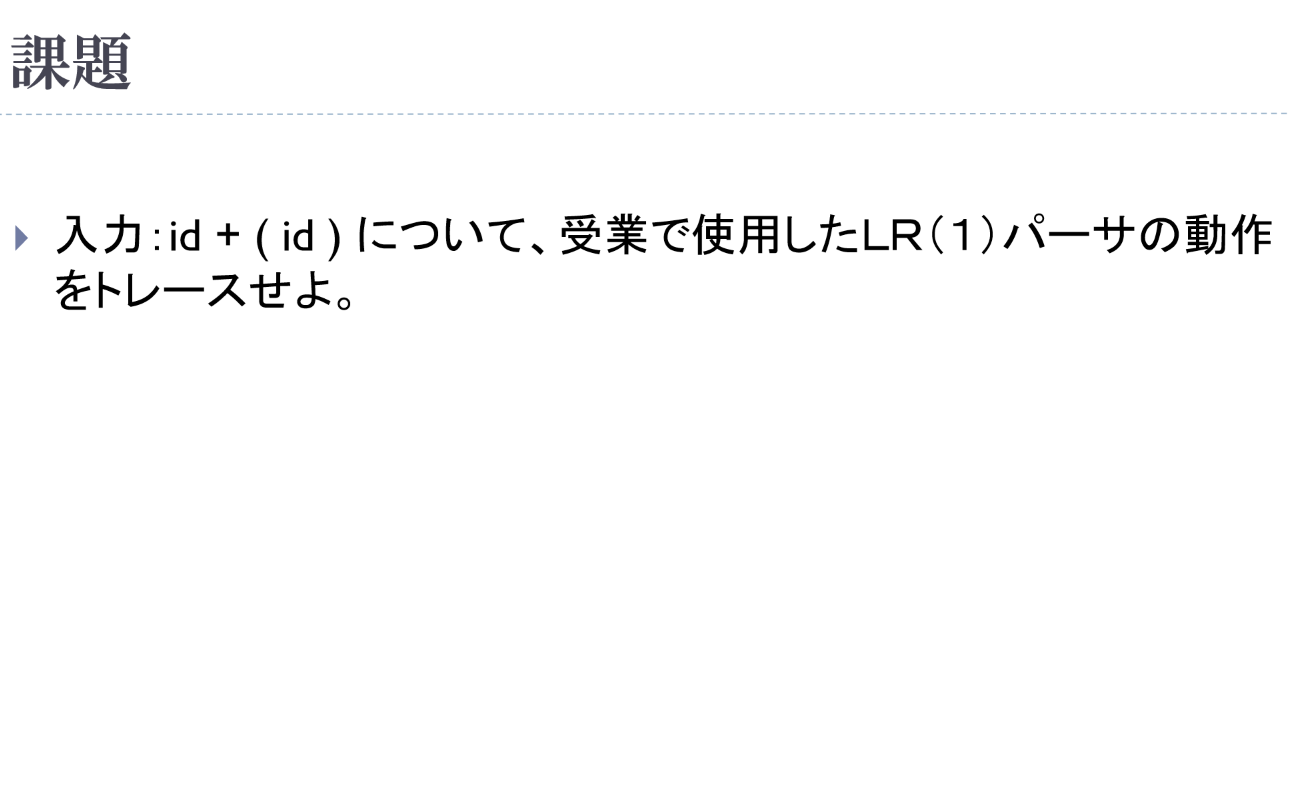 課題
入力：id + ( id ) について、受業で使用したLR（１）パーサの動作
をトレースせよ。